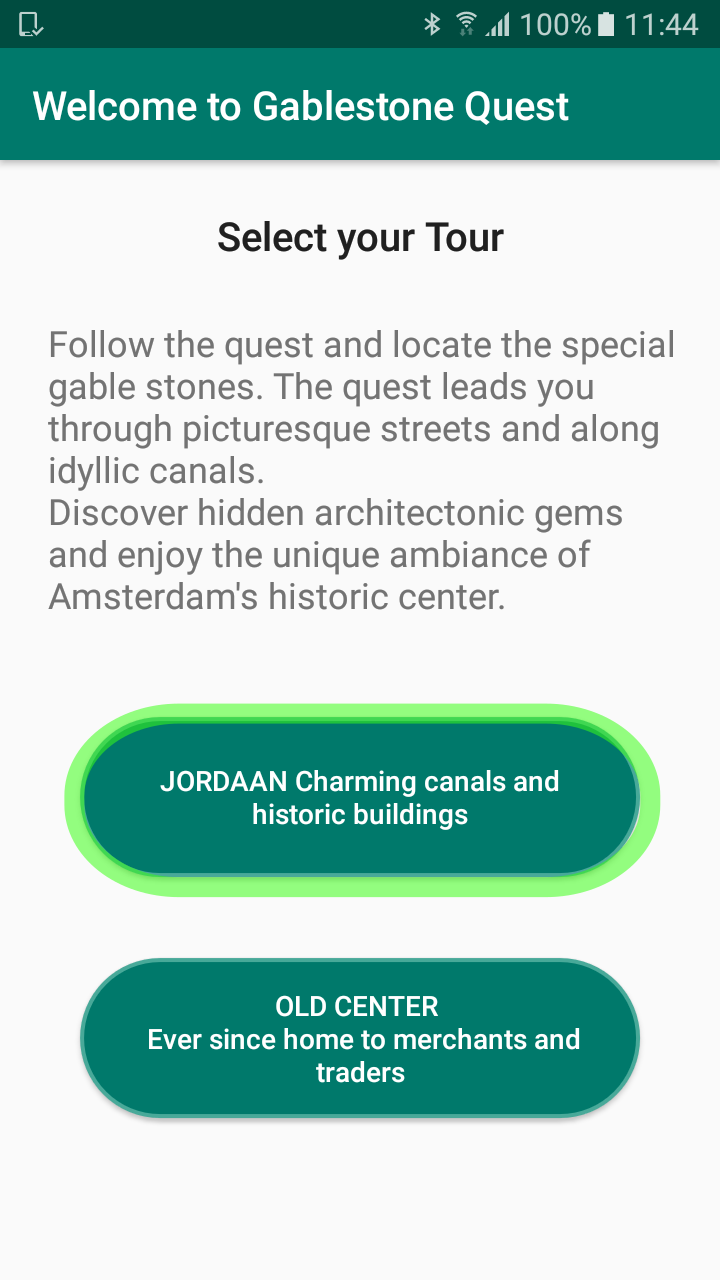 100% 11:44
Welcome to Gablestone Quest
Select your Tour
Follow the quest and locate the special
gable stones. The quest leads you
through picturesque streets and along
idyllic canals.
Discover hidden architectonic gems
and enjoy the unique ambiance of
Amsterdam's historic center.
JORDAAN Charming canals and
historic buildings
OLD CENTER
Ever since home to merchants and
traders